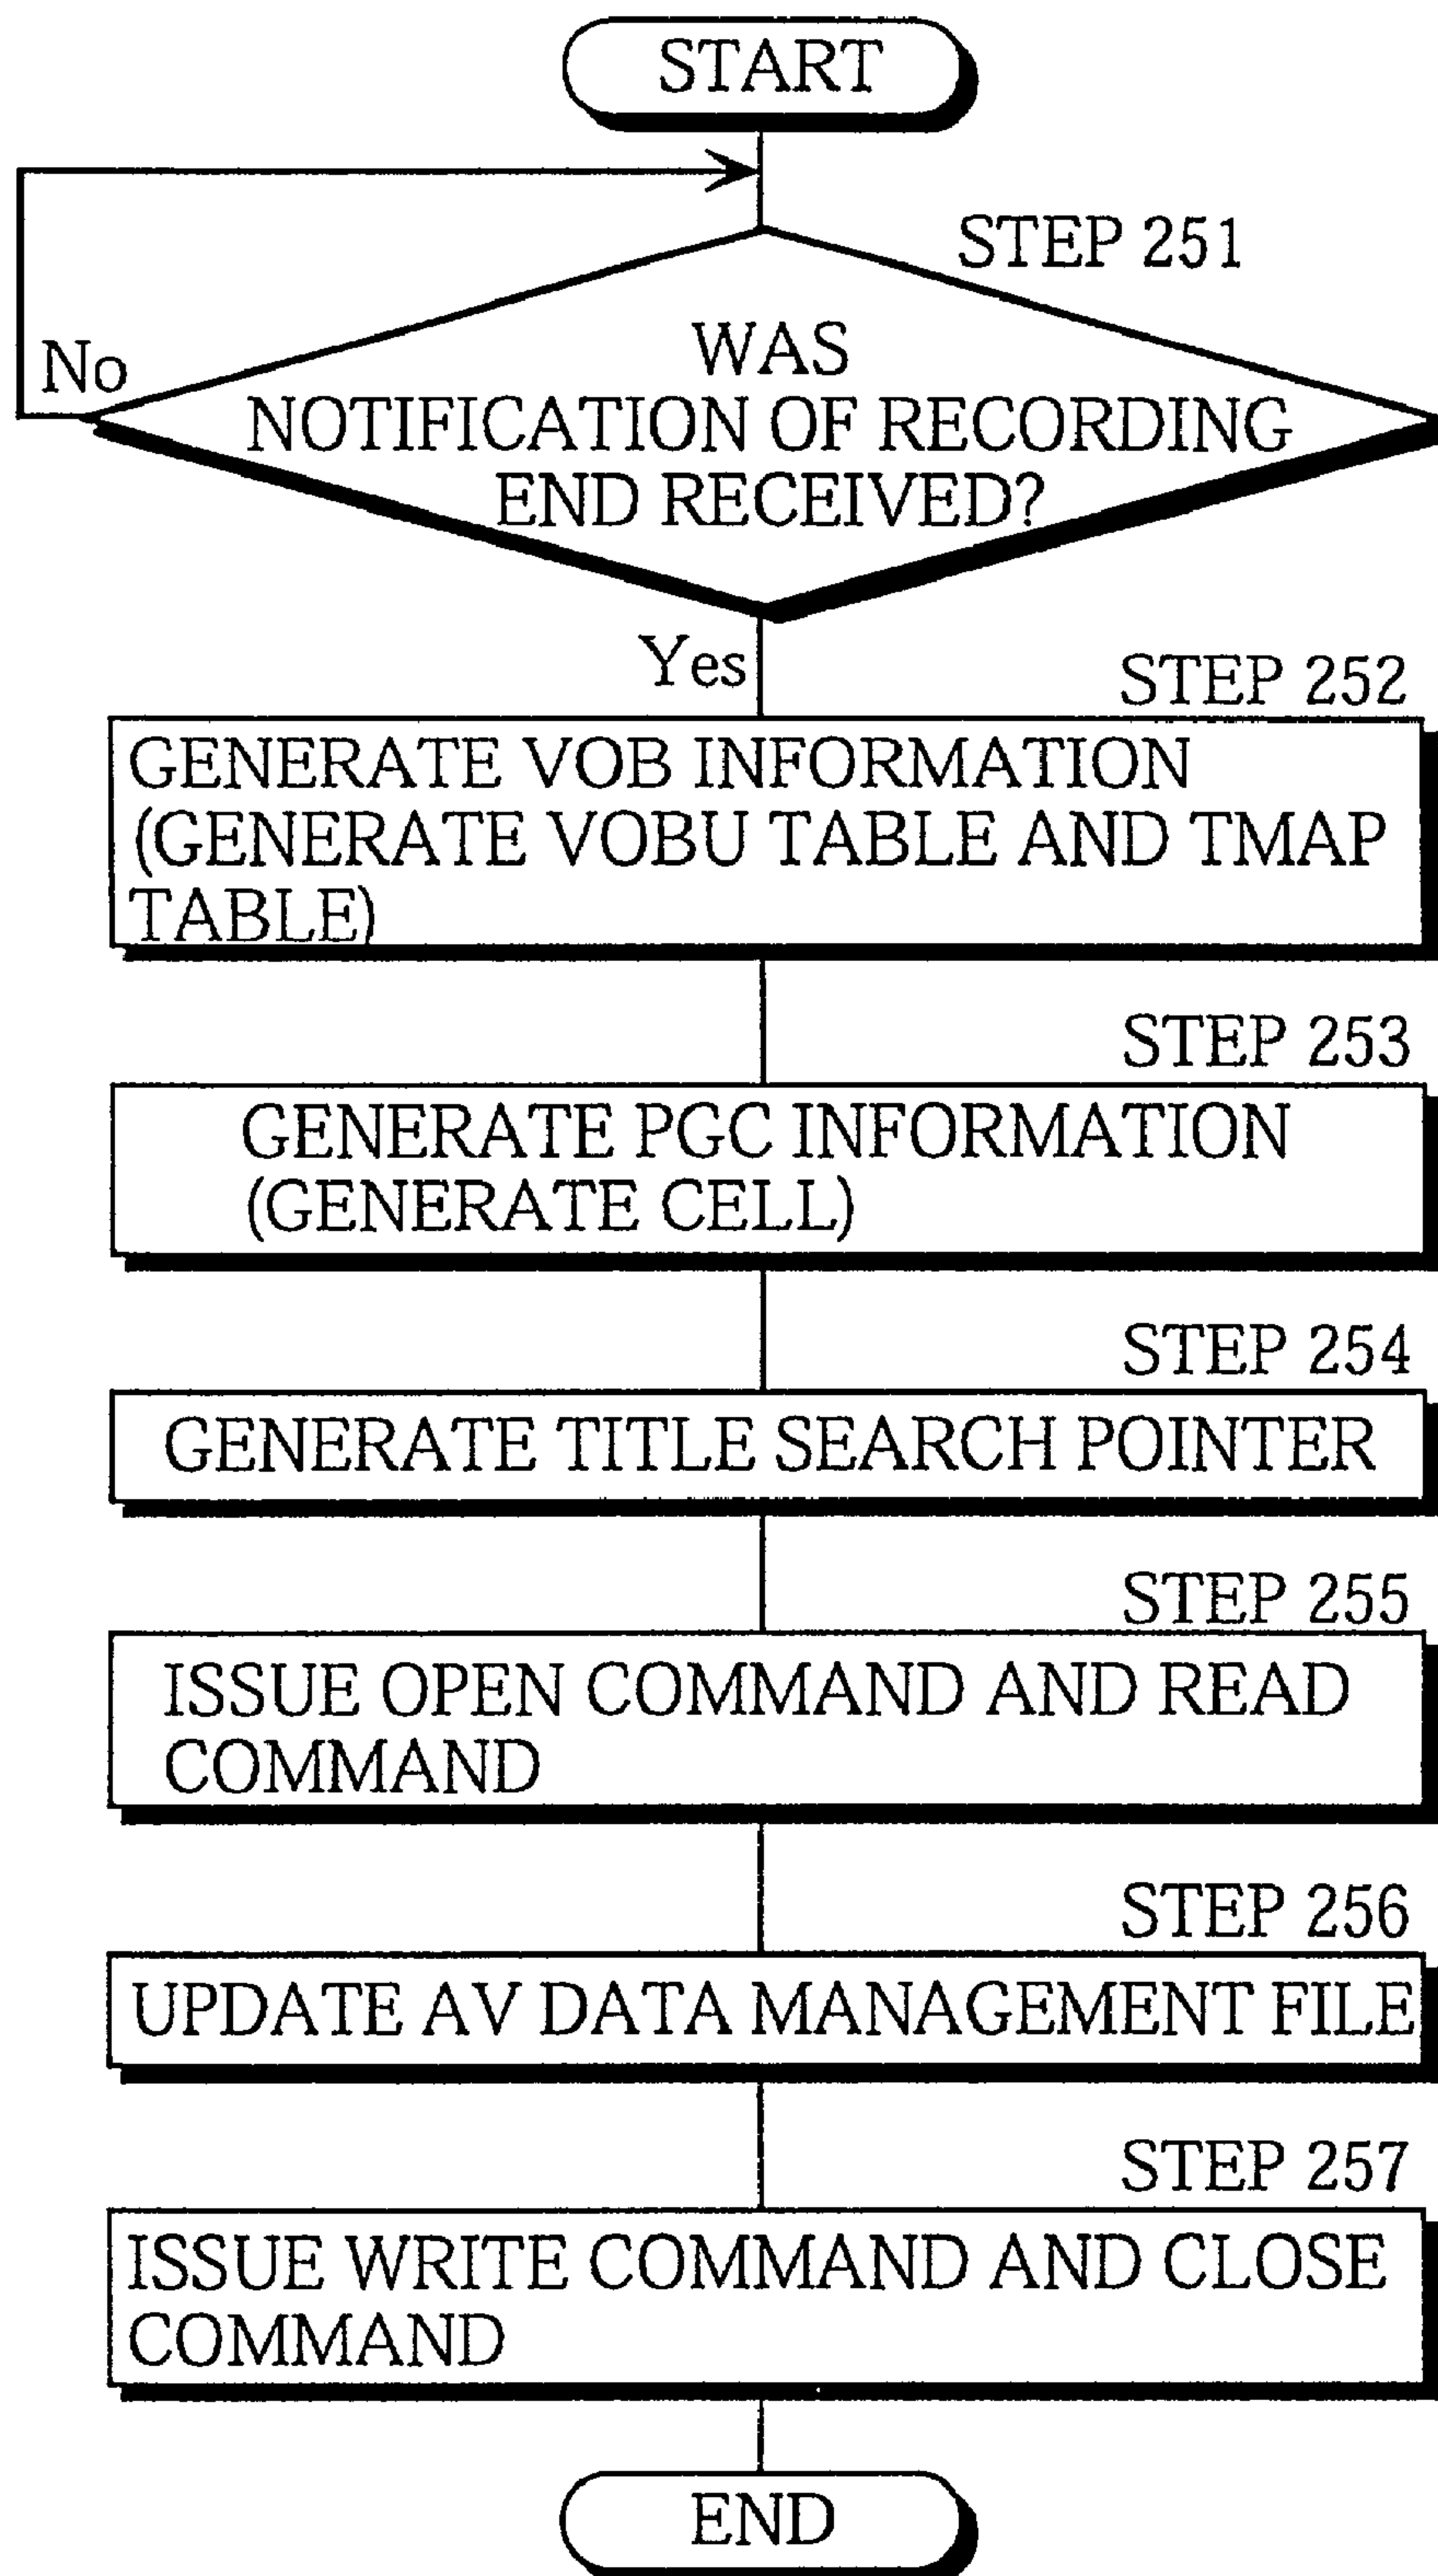 START
STEP 251
No
WAS
NOTIFICATION OF RECORDING
END RECEIVED?
Yes
STEP 252
GENERATE VOB INFORMATION
(GENERATE VOBU TABLE AND TMAP
TABLE)
STEP 253
GENERATE PGC INFORMATION
(GENERATE CELL)
STEP 254
GENERATE TITLE SEARCH POINTER
STEP 255
ISSUE OPEN COMMAND AND READ
COMMAND
STEP 256
UPDATE AV DATA MANAGEMENT FILE
STEP 257
ISSUE WRITE COMMAND AND CLOSE
COMMAND
END